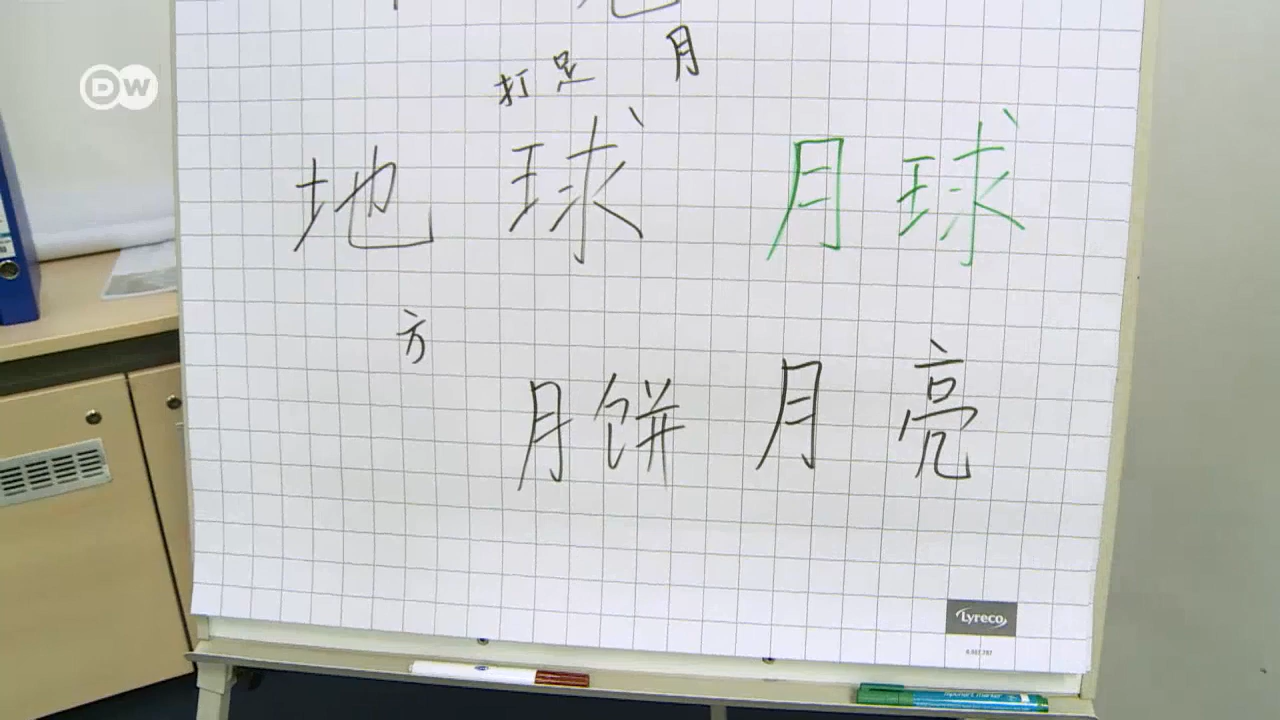 DW
打 足 月
地 球 月 球
方
月饼 月 亮
Lyreco